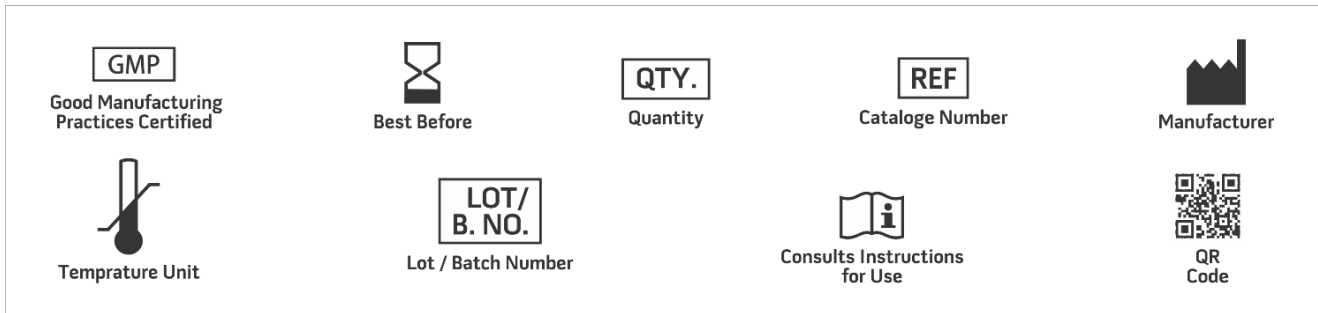 GMP
Good Manufacturing
Practices Certified
Best Before
QTY.
Quantity
REF
Cataloge Number
Manufacturer
Temprature Unit
LOT/
B. NO.
Lot / Batch Number
i
Consults Instructions
for Use
QR
Code